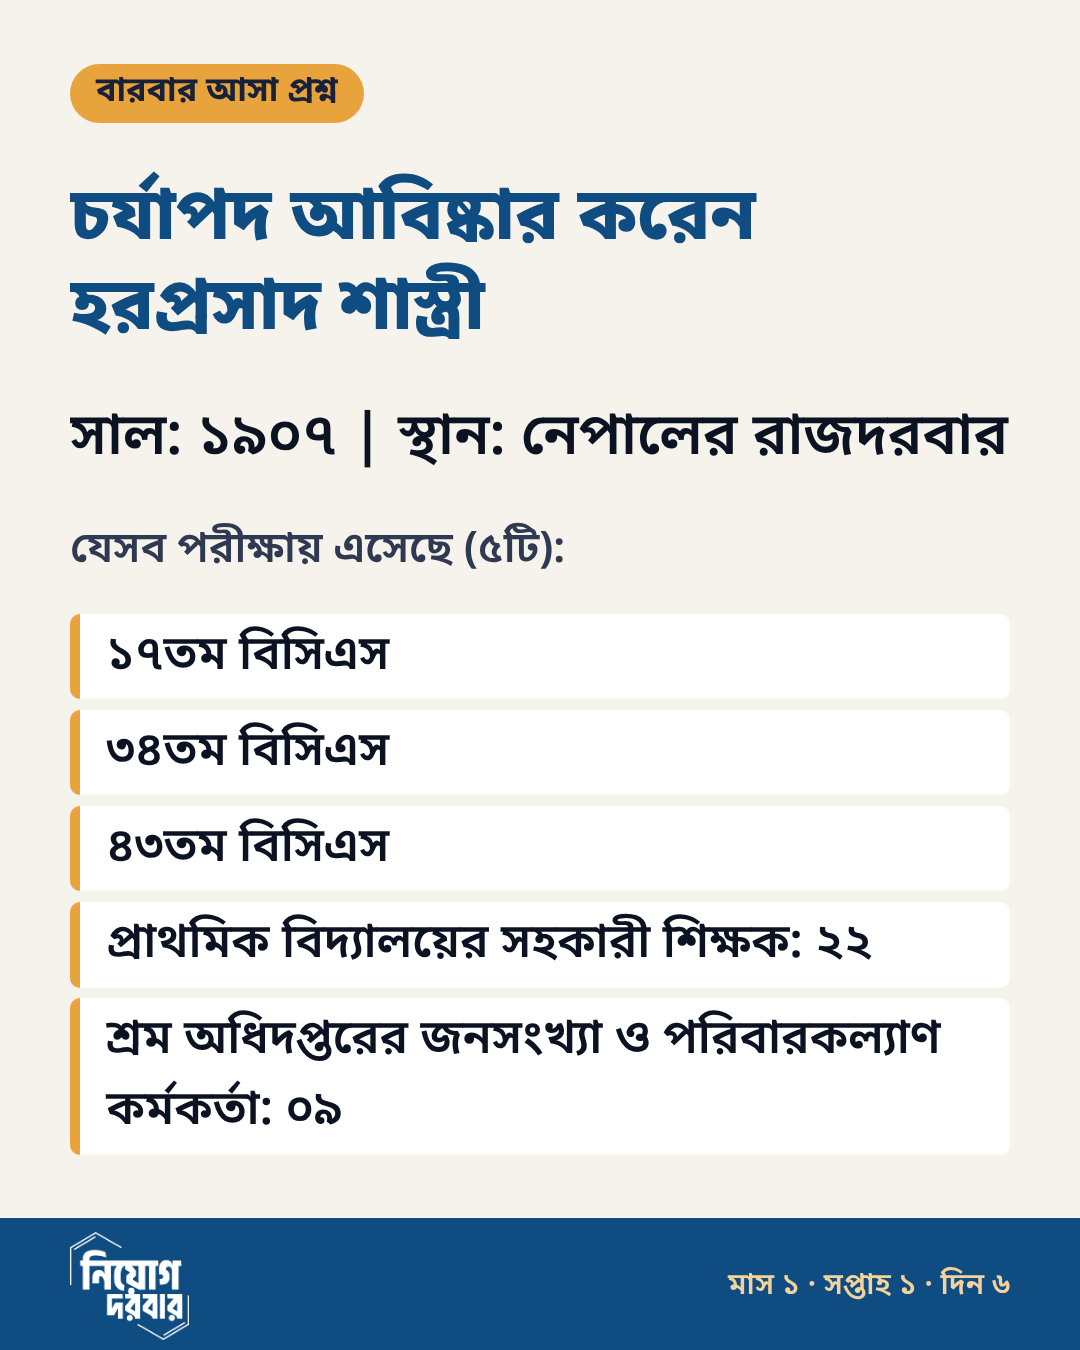 বারবার আসা প্রশ্ন
চর্যাপদ আবিষ্কার করেন
হরপ্রসাদ শাস্ত্রী
সাল: ১৯০৭ | স্থান: নেপালের রাজদরবার
যেসব পরীক্ষায় এসেছে (৫টি):
১৭তম বিসিএস
৩৪তম বিসিএস
৪৩তম বিসিএস
প্রাথমিক বিদ্যালয়ের সহকারী শিক্ষক: ২২
শ্রম অধিদপ্তরের জনসংখ্যা ও পরিবারকল্যাণ
কর্মকর্তা: ০৯
নিয়োগ
দরবার
মাস ১ · সপ্তাহ ১ · দিন ৬